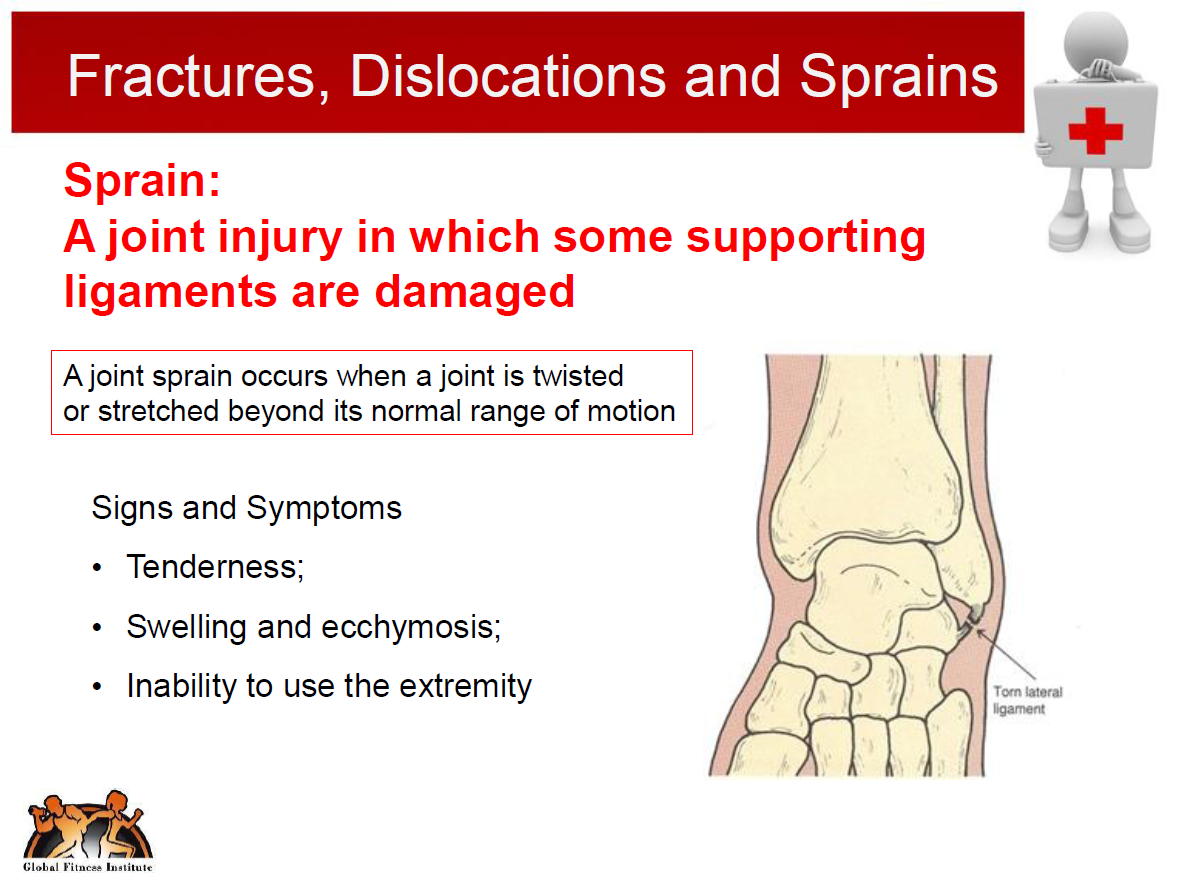 Fractures, Dislocations and Sprains
Sprain:
A joint injury in which some supporting
ligaments are damaged
A joint sprain occurs when a joint is twisted
or stretched beyond its normal range of motion
Signs and Symptoms
• Tenderness;
• Swelling and ecchymosis;
• Inability to use the extremity
Torn lateral
ligament
Global Fitness Institute